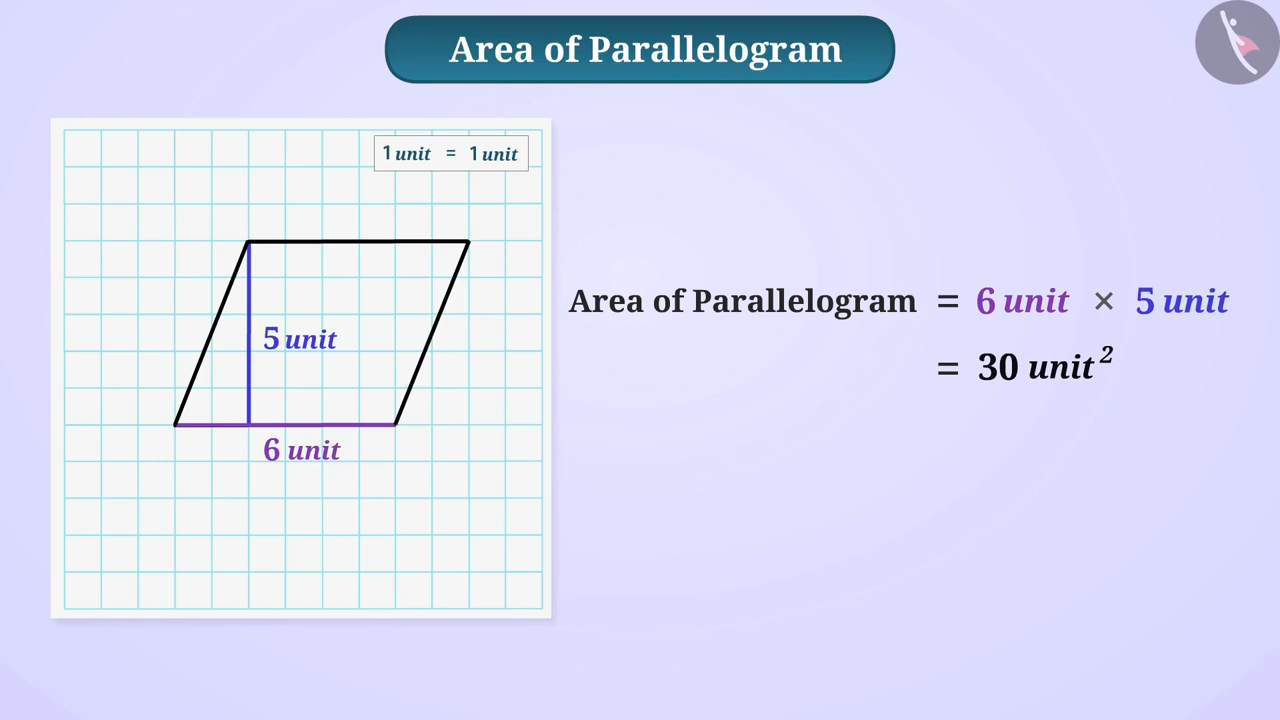 Area of Parallelogram
1 unit = 1 unit
5 unit
6 unit
Area of Parallelogram = 6 unit × 5 unit
= 30 unit²